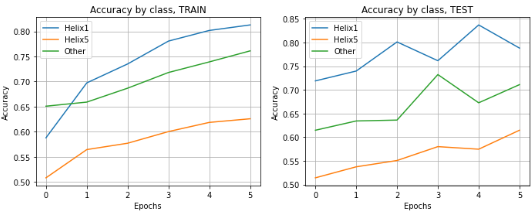 Accuracy by class, TRAIN
Helix1
Helix5
Other
0.80
0.75
0.70
0.65
0.60
0.55
0.50
Accuracy
0 1 2 3 4 5
Epochs
Accuracy by class, TEST
Helix1
Helix5
Other
0.85
0.80
0.75
0.70
0.65
0.60
0.55
0.50
Accuracy
0 1 2 3 4 5
Epochs